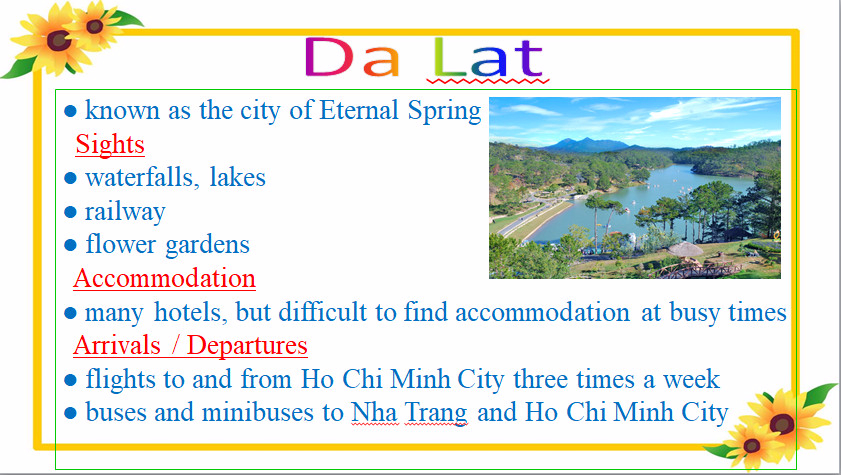 Da Lat
● known as the city of Eternal Spring
Sights
● waterfalls, lakes
● railway
● flower gardens
Accommodation
● many hotels, but difficult to find accommodation at busy times
Arrivals / Departures
● flights to and from Ho Chi Minh City three times a week
● buses and minibuses to Nha Trang and Ho Chi Minh City